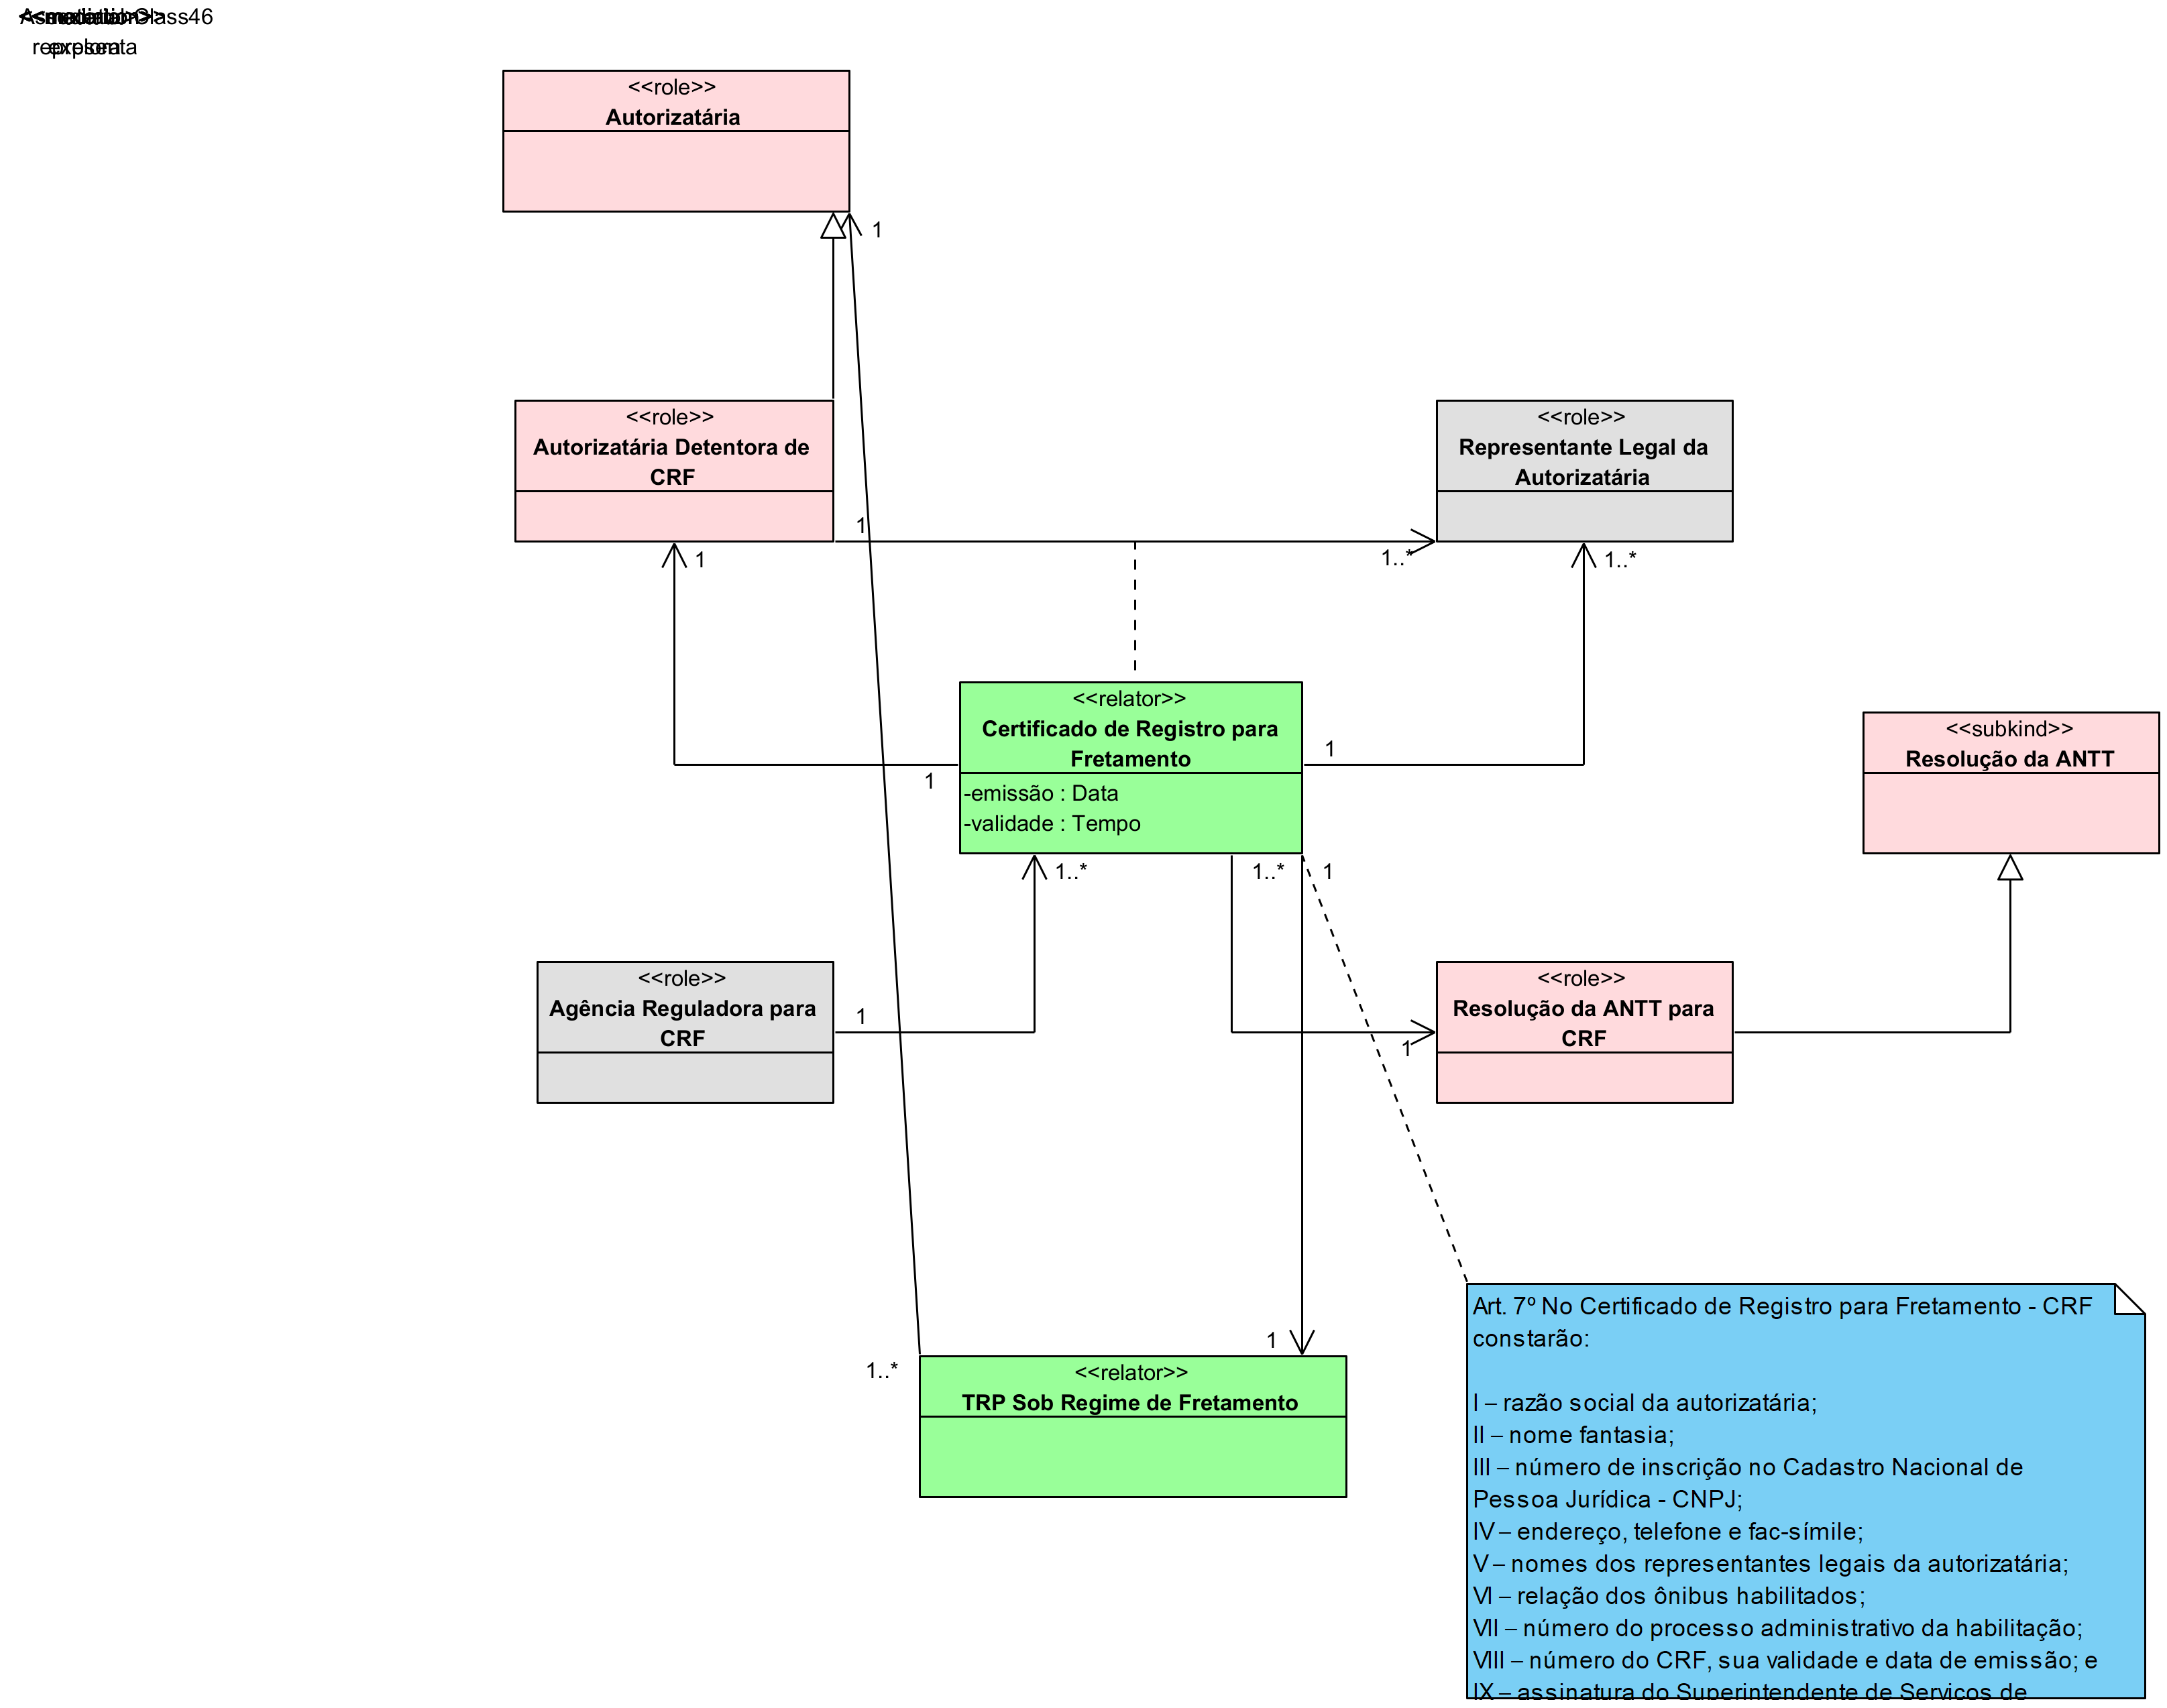 <<role>>
Autorizatária
1
<<role>>
Autorizatária Detentora de
CRF
<<role>>
Representante Legal da
Autorizatária
1
1..*
1
1..*
<<relator>>
Certificado de Registro para
Fretamento
-emissão : Data
-validade : Tempo
1
1
<<subkind>>
Resolução da ANTT
1..*
1..*
1
<<role>>
Agência Reguladora para
CRF
1
<<role>>
Resolução da ANTT para
CRF
1
1
1..*
<<relator>>
TRP Sob Regime de Fretamento
Art. 7º No Certificado de Registro para Fretamento - CRF
constarão:
I – razão social da autorizatária;
II – nome fantasia;
III – número de inscrição no Cadastro Nacional de
Pessoa Jurídica - CNPJ;
IV – endereço, telefone e fac-símile;
V – nomes dos representantes legais da autorizatária;
VI – relação dos ônibus habilitados;
VII – número do processo administrativo da habilitação;
VIII – número do CRF, sua validade e data de emissão; e
IX – assinatura do Superintendente de Serviços de